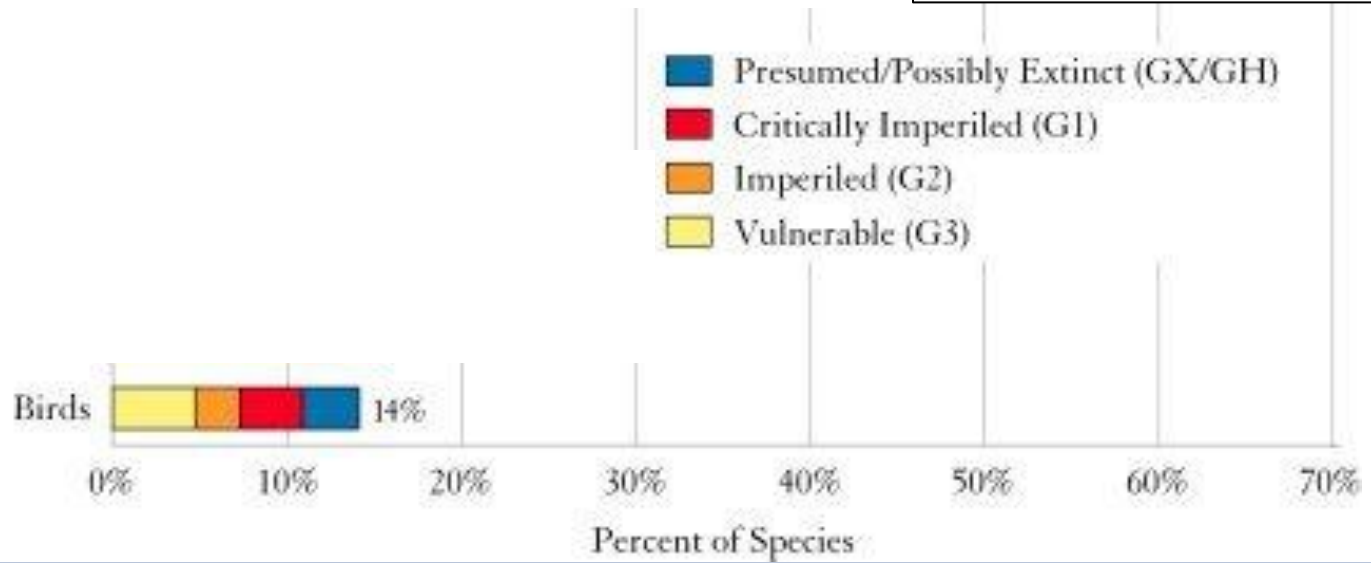 Presumed/Possibly Extinct (GX/GH)
Critically Imperiled (G1)
Imperiled (G2)
Vulnerable (G3)
Birds 14%
0% 10% 20% 30% 40% 50% 60% 70%
Percent of Species